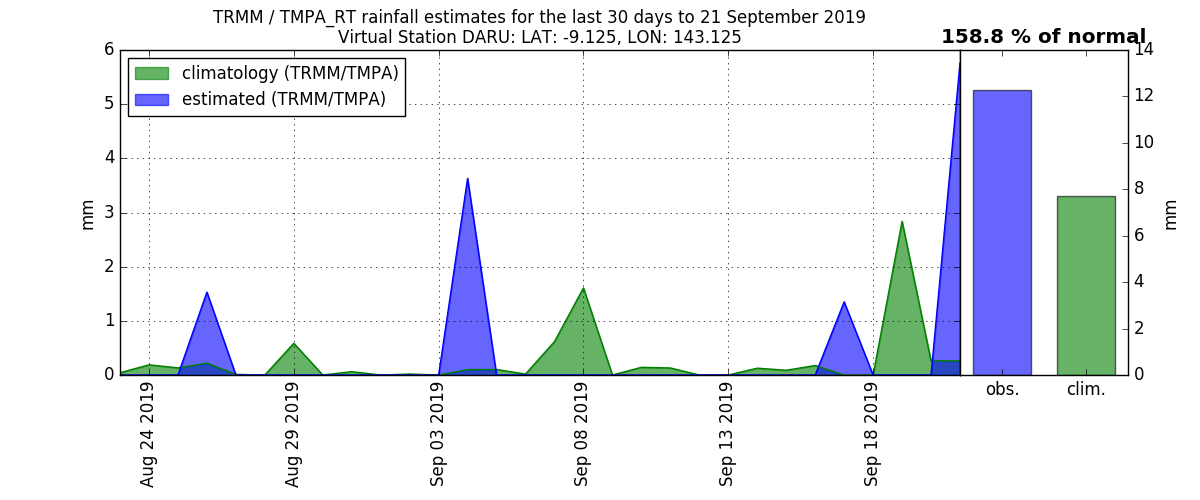 TRMM / TMPA_RT rainfall estimates for the last 30 days to 21 September 2019
Virtual Station DARU: LAT: -9.125, LON: 143.125
158.8 % of normal
climatology (TRMM/TMPA)
estimated (TRMM/TMPA)
6
5
4
3
2
1
0
mm
Aug 24 2019
Aug 29 2019
Sep 03 2019
Sep 08 2019
Sep 13 2019
Sep 18 2019
obs.
clim.
14
12
10
8
6
4
2
0
mm